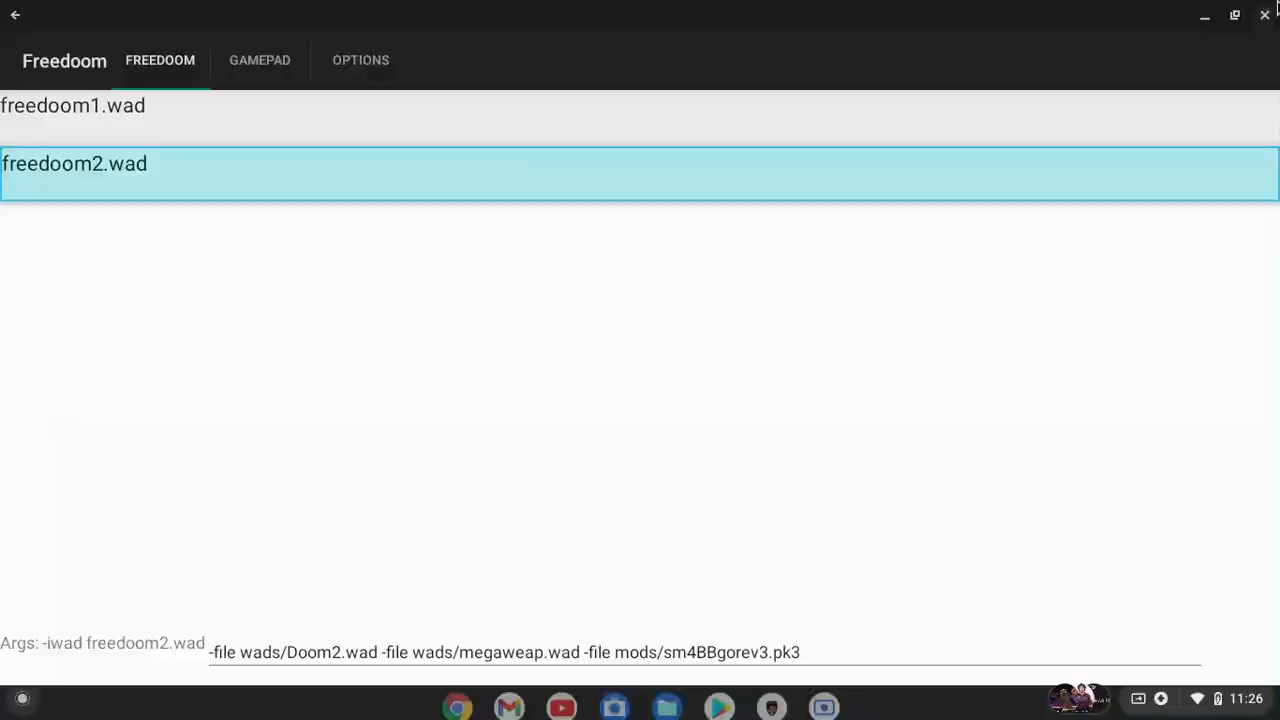 Freedoom FREEDOOM GAMEPAD OPTIONS
freedoom1.wad
freedoom2.wad
Args: -iwad freedoom2.wad -file wads/Doom2.wad -file wads/megaweap.wad -file mods/sm4BBgorev3.pk3
11:26